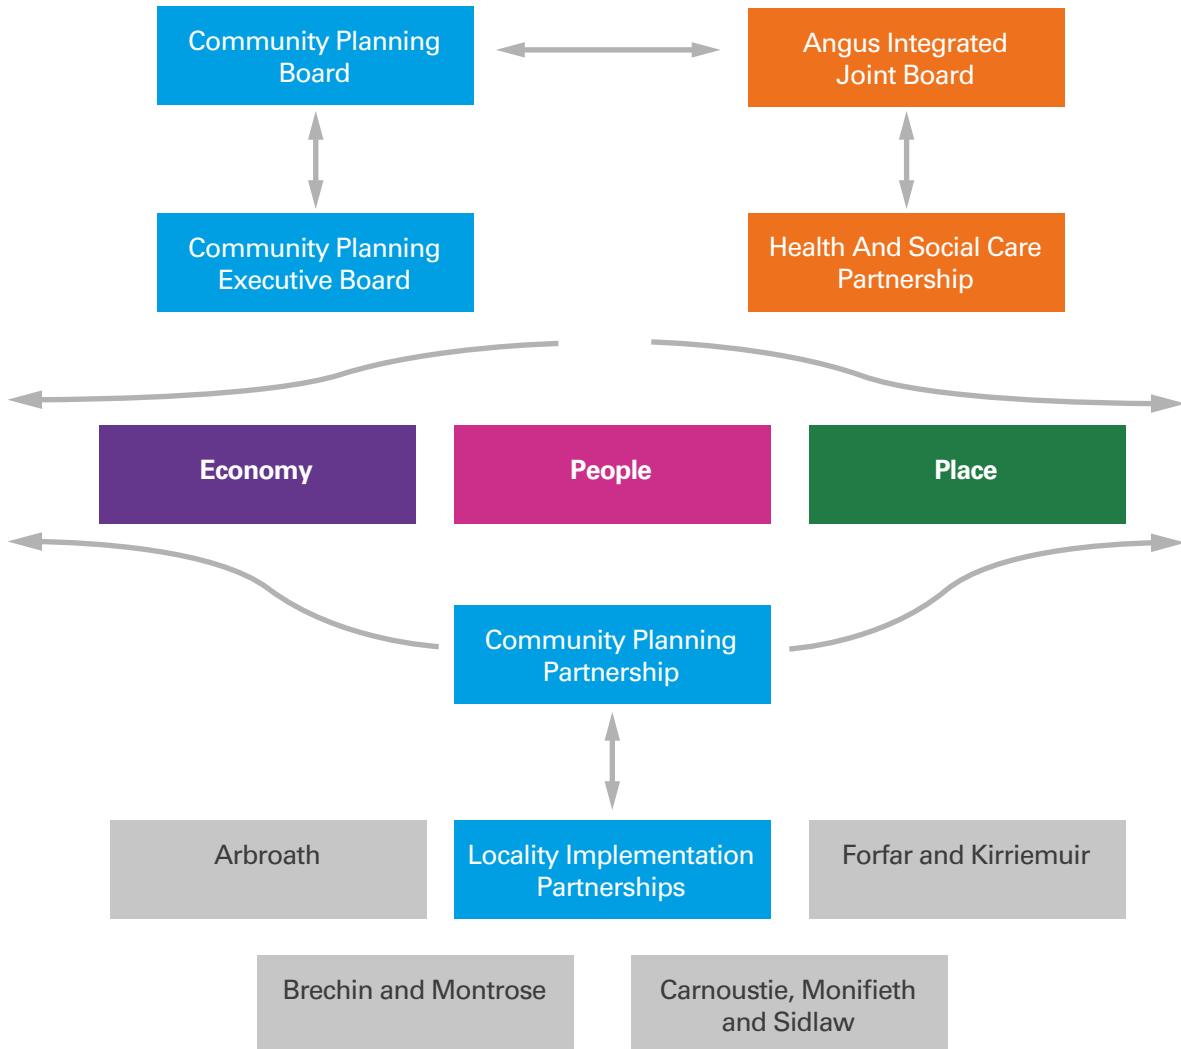 Community Planning
Board
Angus Integrated
Joint Board
Community Planning
Executive Board
Health And Social Care
Partnership
Economy
People
Place
Community Planning
Partnership
Arbroath
Locality Implementation
Partnerships
Forfar and Kirriemuir
Brechin and Montrose
Carnoustie, Monifieth
and Sidlaw